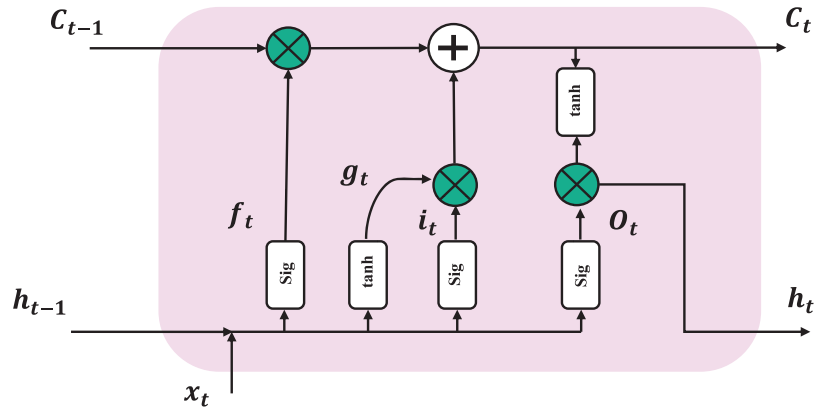 C_{t-1}
C_t
tanh
g_t
f_t
i_t
O_t
Sig
tanh
Sig
Sig
h_{t-1}
h_t
x_t